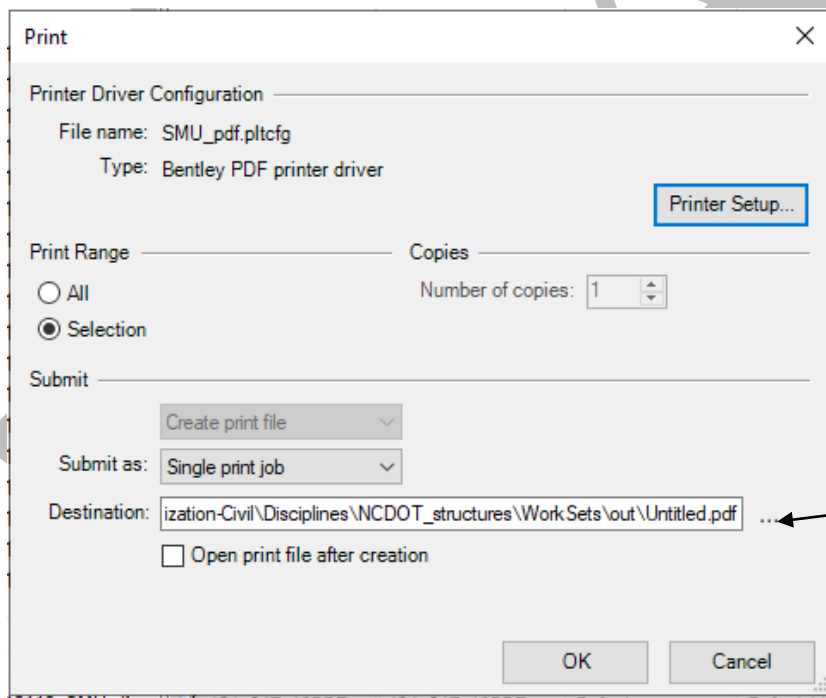 Print
Printer Driver Configuration
File name: SMU_pdf.pltcfg
Type: Bentley PDF printer driver
Printer Setup...
Print Range
Copies
All
Number of copies: 1
Selection
Submit
Create print file
Submit as: Single print job
Destination: ization-Civil\Disciplines\NCDOT_structures\WorkSets\out\Untitled.pdf ...
Open print file after creation
OK Cancel